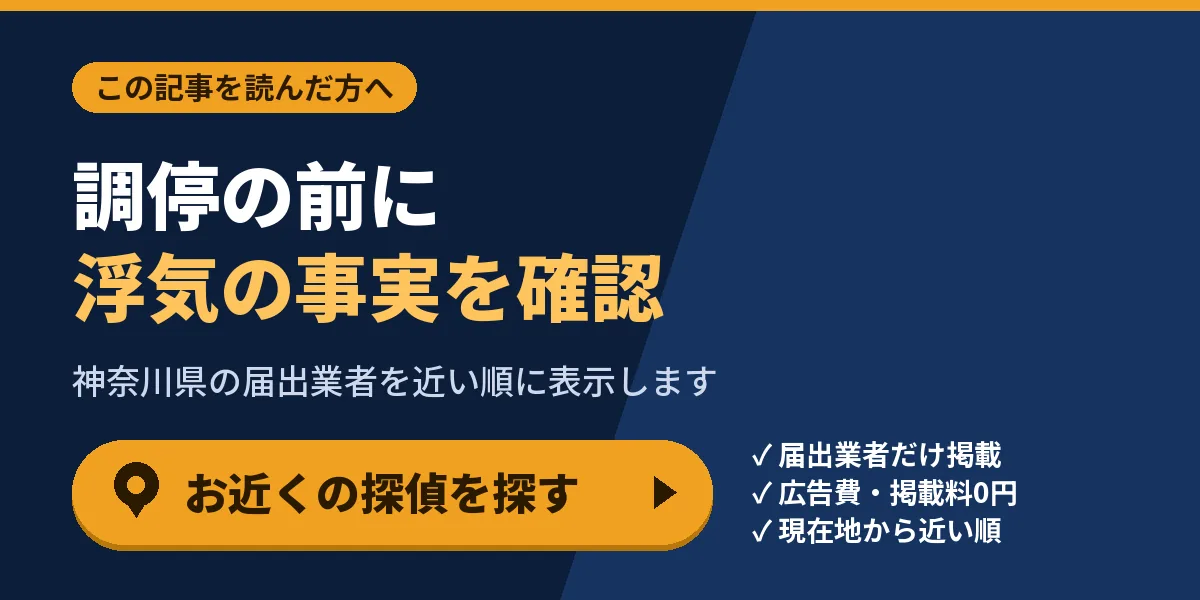 この記事を読んだ方へ
調停の前に
浮気の事実を確認
神奈川県の届出業者を近い順に表示します
お近くの探偵を探す
✓届出業者だけ掲載
✓広告費・掲載料0円
✓現在地から近い順